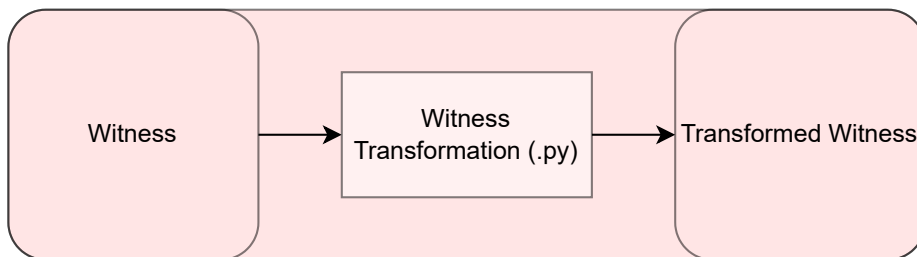 Witness
Witness
Transformation (.py)
Transformed Witness